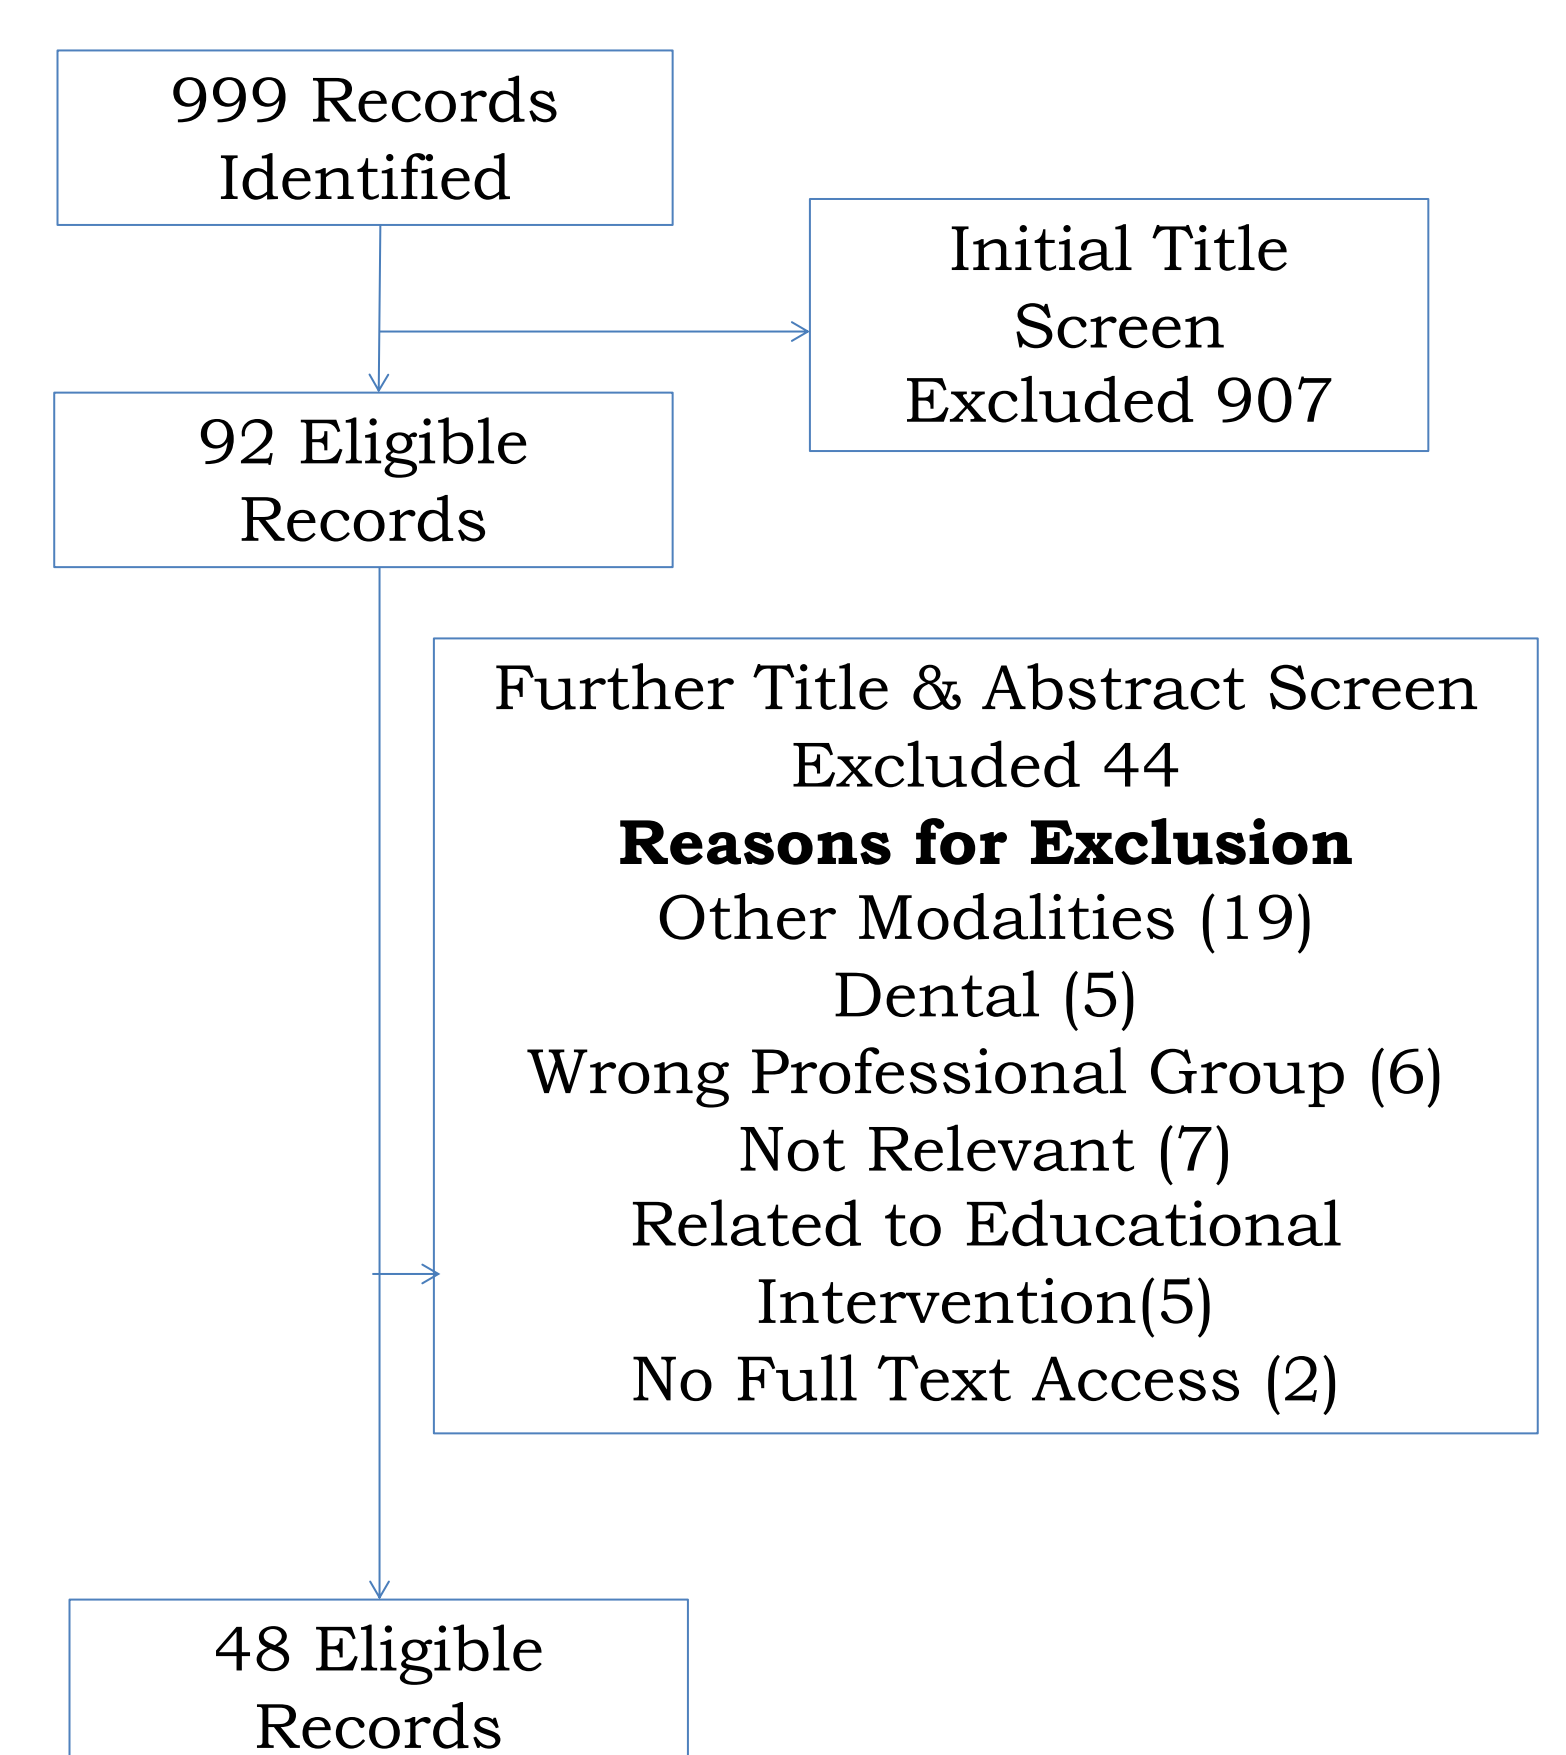 999 Records
Identified
Initial Title
Screen
Excluded 907
92 Eligible
Records
Further Title & Abstract Screen
Excluded 44
Reasons for Exclusion
Other Modalities (19)
Dental (5)
Wrong Professional Group (6)
Not Relevant (7)
Related to Educational
Intervention(5)
No Full Text Access (2)
48 Eligible
Records